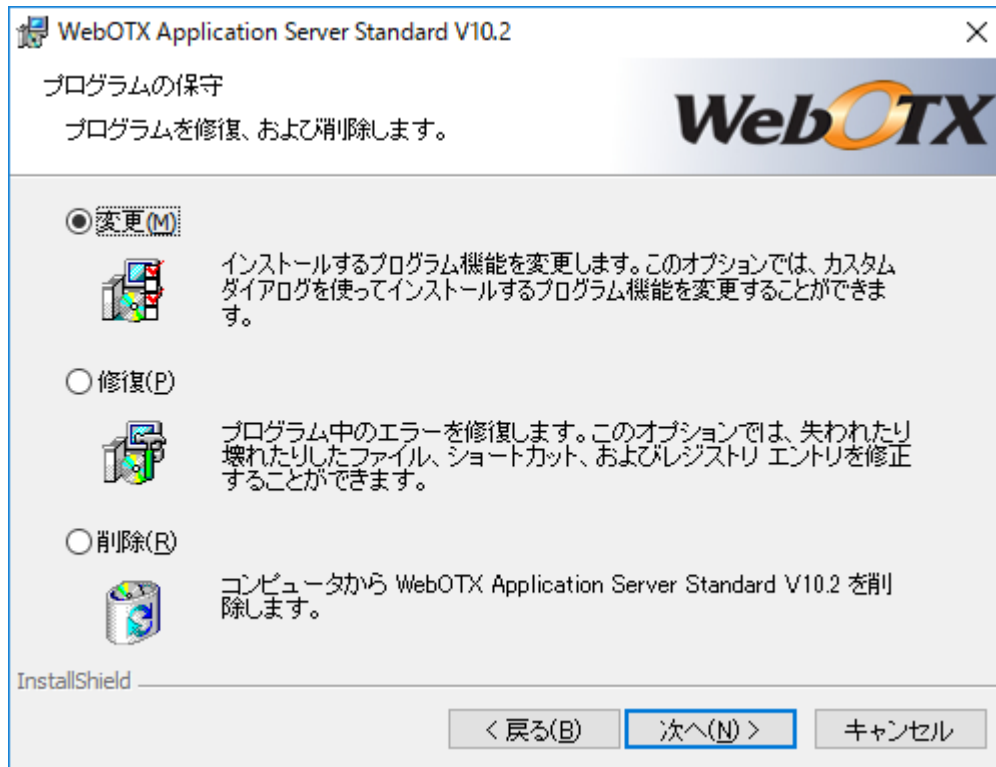 WebOTX Application Server Standard V10.2
プログラムの保守
プログラムを修復、および削除します。
WebOTX
変更(M)
インストールするプログラム機能を変更します。このオプションでは、カスタム
ダイアログを使ってインストールするプログラム機能を変更することができま
す。
修復(P)
プログラム中のエラーを修復します。このオプションでは、失われたり
壊れたりしたファイル、ショートカット、およびレジストリ エントリを修正
することができます。
削除(R)
コンピュータから WebOTX Application Server Standard V10.2 を削
除します。
InstallShield
< 戻る(B)
次へ(N) >
キャンセル